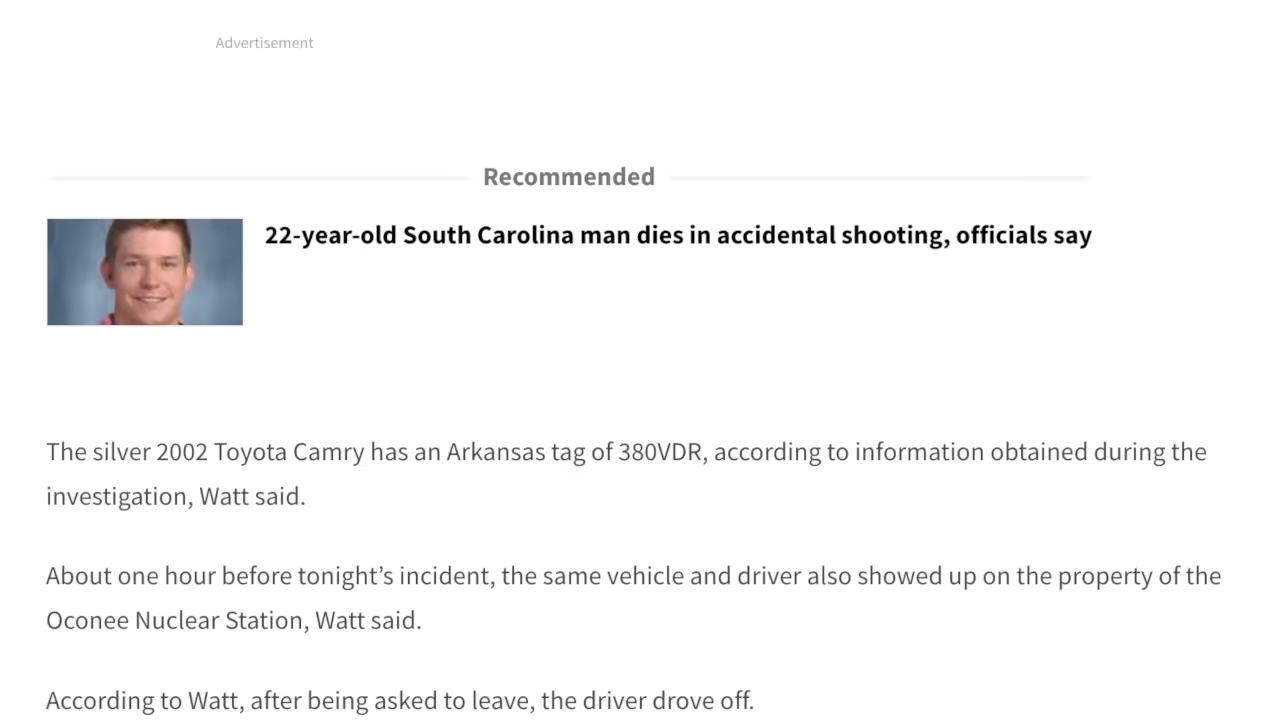 Advertisement
Recommended
22-year-old South Carolina man dies in accidental shooting, officials say
The silver 2002 Toyota Camry has an Arkansas tag of 380VDR, according to information obtained during the
investigation, Watt said.
About one hour before tonight’s incident, the same vehicle and driver also showed up on the property of the
Oconee Nuclear Station, Watt said.
According to Watt, after being asked to leave, the driver drove off.